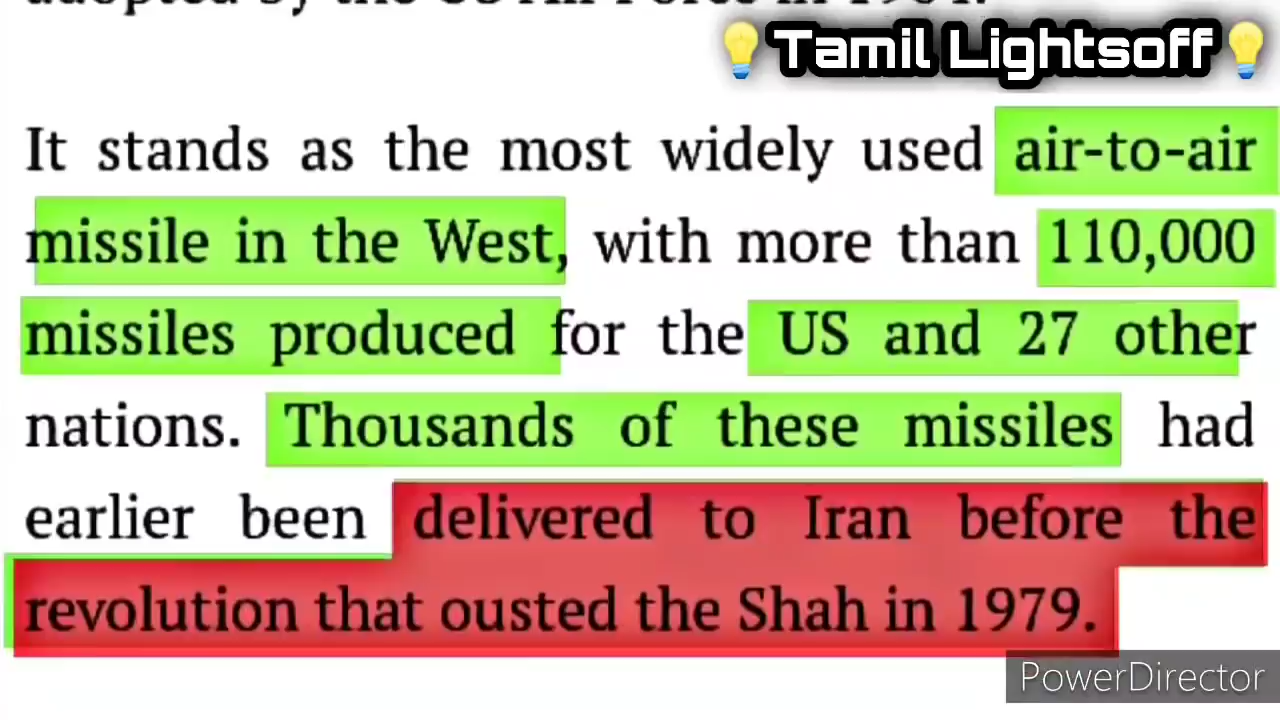 Tamil Lightsoff
It stands as the most widely used air-to-air
missile in the West, with more than 110,000
missiles produced for the US and 27 other
nations. Thousands of these missiles had
earlier been delivered to Iran before the
revolution that ousted the Shah in 1979.
PowerDirector